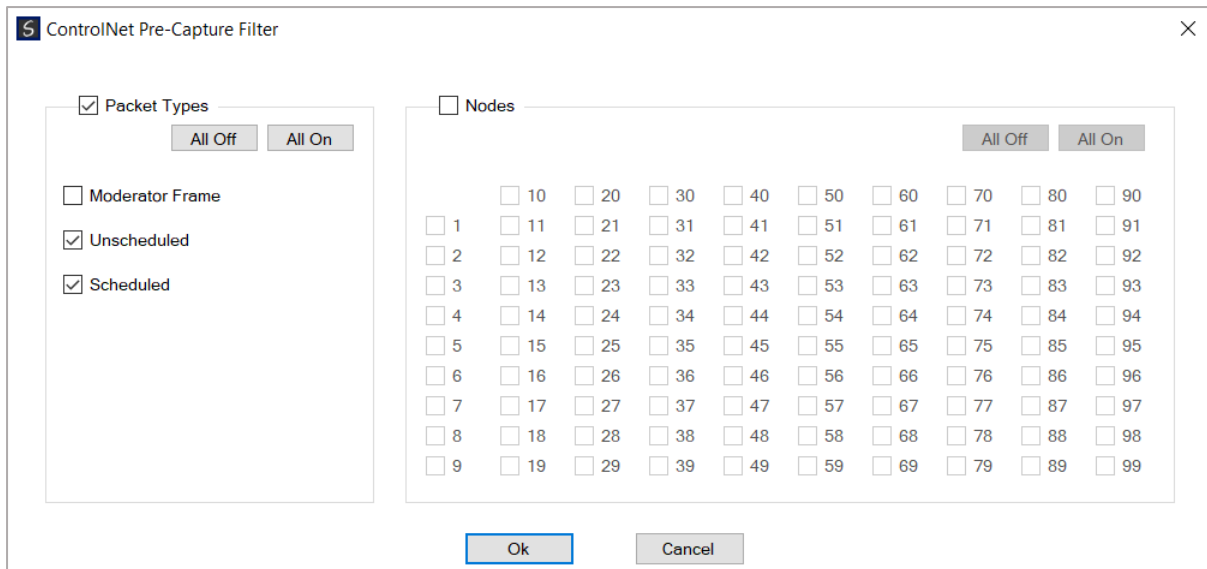 S ControlNet Pre-Capture Filter
Packet Types
All Off All On
Moderator Frame
Unscheduled
Scheduled
Nodes
All Off All On
10 20 30 40 50 60 70 80 90
1 11 21 31 41 51 61 71 81 91
2 12 22 32 42 52 62 72 82 92
3 13 23 33 43 53 63 73 83 93
4 14 24 34 44 54 64 74 84 94
5 15 25 35 45 55 65 75 85 95
6 16 26 36 46 56 66 76 86 96
7 17 27 37 47 57 67 77 87 97
8 18 28 38 48 58 68 78 88 98
9 19 29 39 49 59 69 79 89 99
Ok Cancel